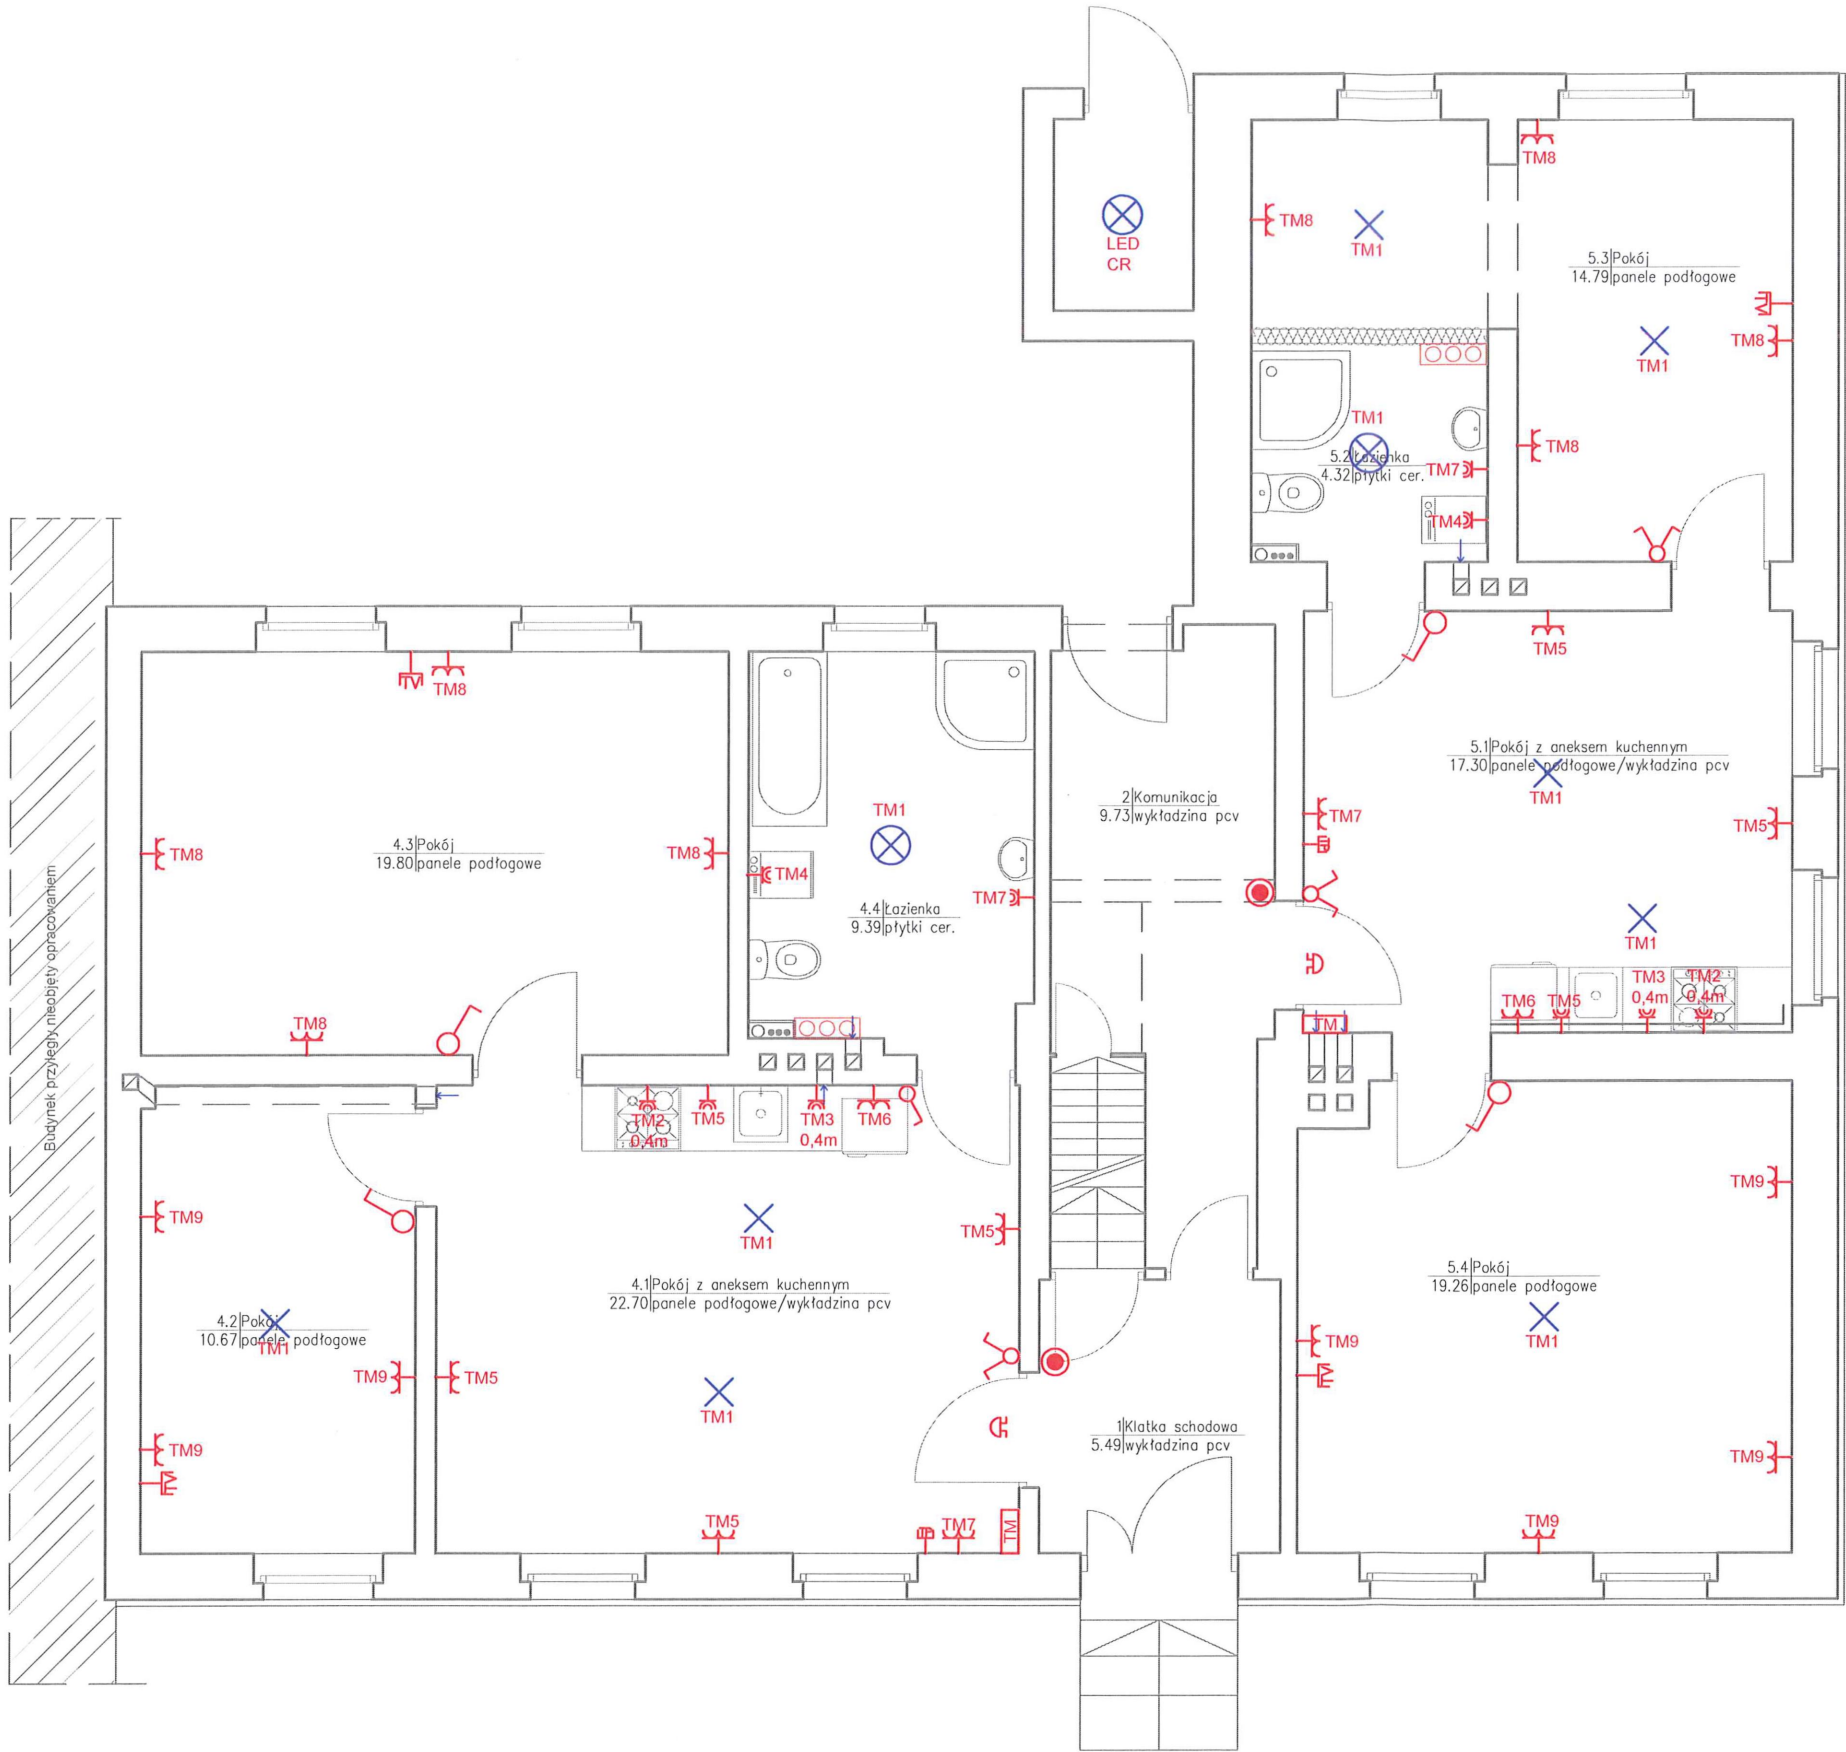 LED
CR
TM8
TM8
TM1
5.3 Pokój
14.79 panele podłogowe
TV
TM8
TM1
TM1
TM8
5.2 Łazienka
4.32 płytki cer.
TM7
TM4
TM5
TV
TM8
5.1 Pokój z aneksem kuchennym
17.30 panele podłogowe/wykładzina pcv
TM1
TM7
TM5
2 Komunikacja
9.73 wykładzina pcv
TM1
4.3 Pokój
19.80 panele podłogowe
TM8
TM8
TM4
TM7
4.4 Łazienka
9.39 płytki cer.
TM1
TM3
0,4m
TM2
0,4m
TM6
TM5
TM
TM8
Budynek przyległy nieobjęty opracowaniem
TM2
0,4m
TM5
TM3
0,4m
TM6
TM9
TM9
TM1
TM5
4.1 Pokój z aneksem kuchennym
22.70 panele podłogowe/wykładzina pcv
5.4 Pokój
19.26 panele podłogowe
4.2 Pokój
10.67 panele podłogowe
TM1
TM1
TM9
TV
TM9
TM5
TM1
1 Klatka schodowa
5.49 wykładzina pcv
TM9
TV
TM9
TM5
TM7
TM
TM9